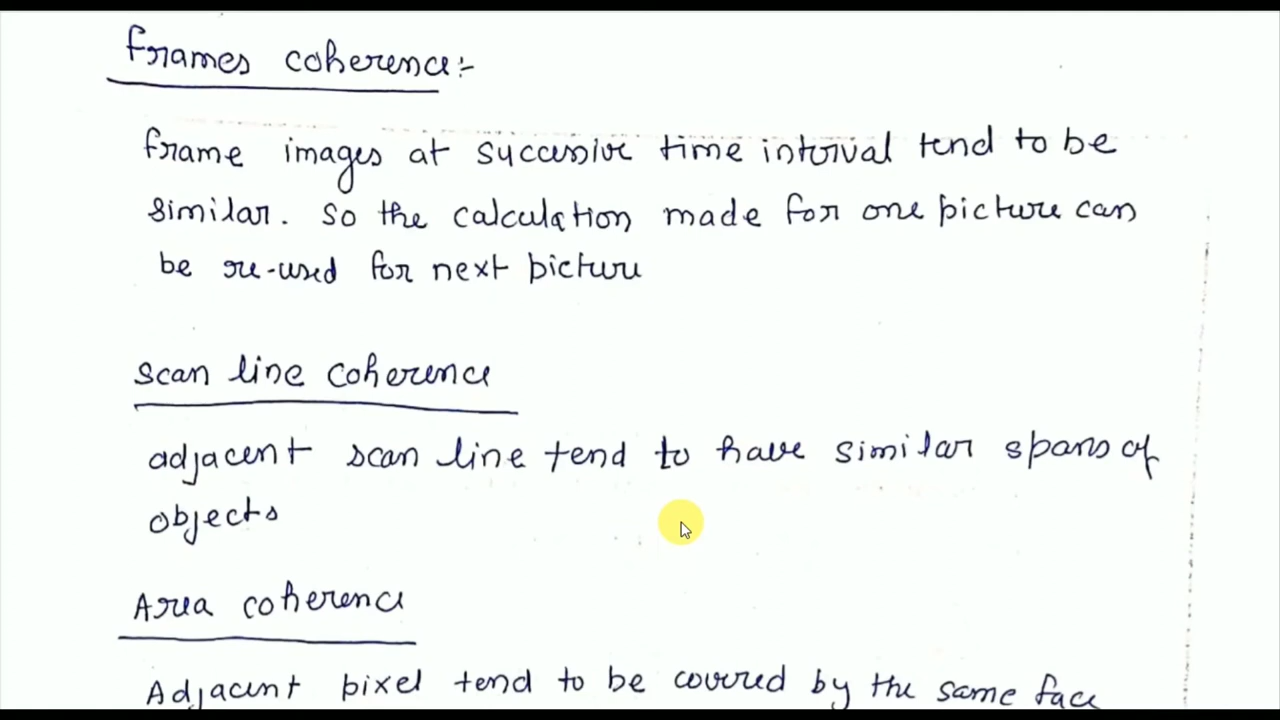 Frames coherence:-
frame images at successive time interval tend to be
similar. so the calculation made for one picture can
be re-used for next picture
scan line coherence
adjacent scan line tend to have similar spans of
objects
Area coherence
Adjacent pixel tend to be covered by the same face